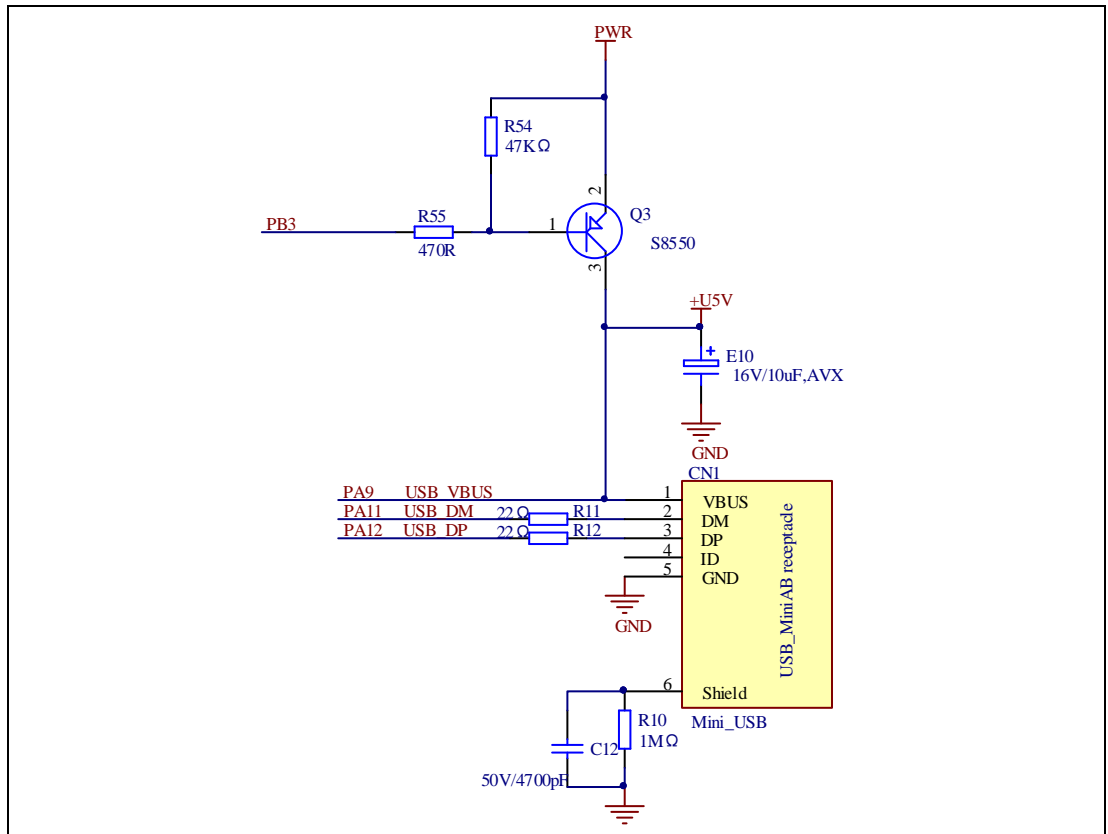 PWR
R54
47KΩ
2
PB3
R55
470R
1
Q3
S8550
3
+U5V
+
E10
16V/10uF,AVX
GND
CN1
PA9 USB_VBUS 1 VBUS
PA11 USB_DM 22Ω R11 2 DM
PA12 USB_DP 22Ω R12 3 DP
4 ID
5 GND
GND
USB_MiniAB receptacle
6 Shield
Mini_USB
R10
1MΩ
C12
50V/4700pF